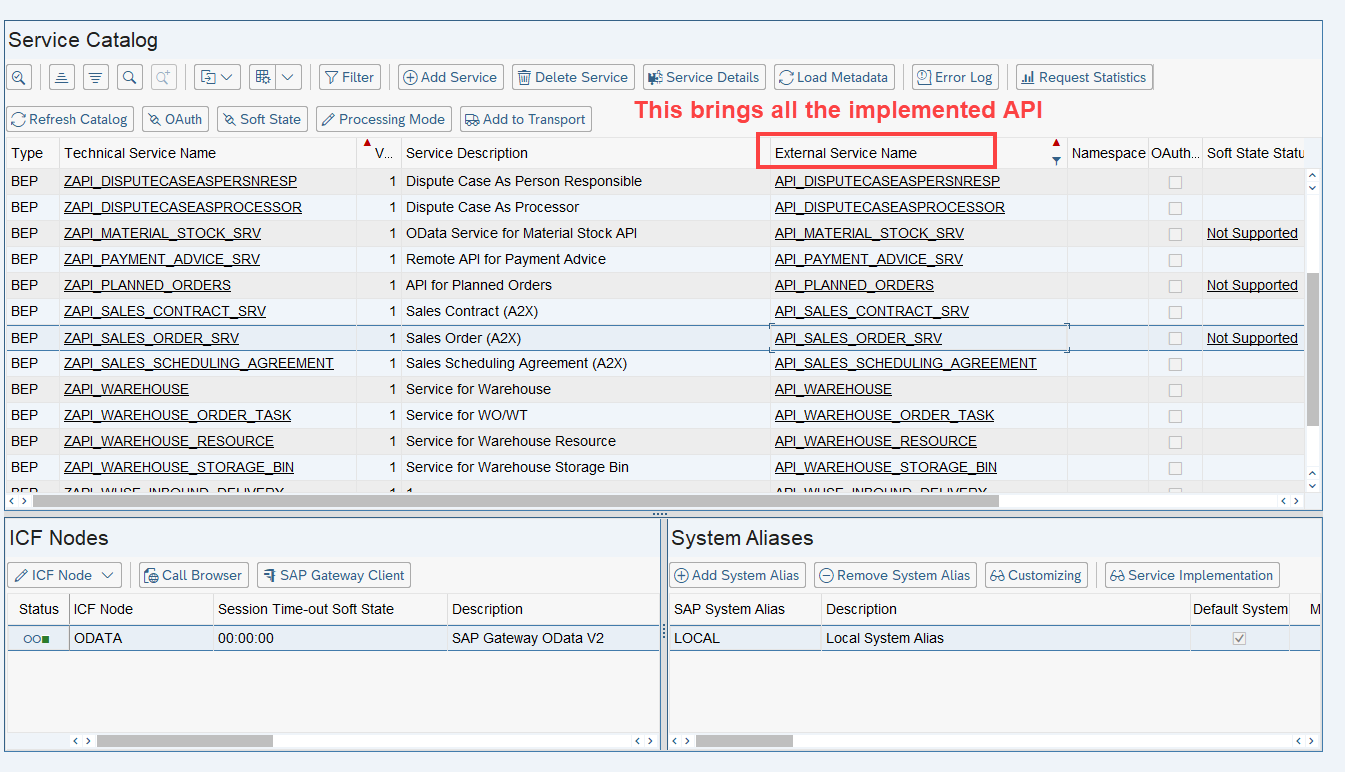 Service Catalog
Filter Add Service Delete Service Service Details Load Metadata Error Log Request Statistics
Refresh Catalog OAuth Soft State Processing Mode Add to Transport
This brings all the implemented API
Type Technical Service Name V... Service Description External Service Name Namespace OAuth... Soft State Statu
BEP ZAPI_DISPUTECASEASPERSNRESP 1 Dispute Case As Person Responsible API_DISPUTECASEASPERSNRESP
BEP ZAPI_DISPUTECASEASPROCESSOR 1 Dispute Case As Processor API_DISPUTECASEASPROCESSOR
BEP ZAPI_MATERIAL_STOCK_SRV 1 OData Service for Material Stock API API_MATERIAL_STOCK_SRV Not Supported
BEP ZAPI_PAYMENT_ADVICE_SRV 1 Remote API for Payment Advice API_PAYMENT_ADVICE_SRV
BEP ZAPI_PLANNED_ORDERS 1 API for Planned Orders API_PLANNED_ORDERS Not Supported
BEP ZAPI_SALES_CONTRACT_SRV 1 Sales Contract (A2X) API_SALES_CONTRACT_SRV
BEP ZAPI_SALES_ORDER_SRV 1 Sales Order (A2X) API_SALES_ORDER_SRV Not Supported
BEP ZAPI_SALES_SCHEDULING_AGREEMENT 1 Sales Scheduling Agreement (A2X) API_SALES_SCHEDULING_AGREEMENT
BEP ZAPI_WAREHOUSE 1 Service for Warehouse API_WAREHOUSE
BEP ZAPI_WAREHOUSE_ORDER_TASK 1 Service for WO/WT API_WAREHOUSE_ORDER_TASK
BEP ZAPI_WAREHOUSE_RESOURCE 1 Service for Warehouse Resource API_WAREHOUSE_RESOURCE
BEP ZAPI_WAREHOUSE_STORAGE_BIN 1 Service for Warehouse Storage Bin API_WAREHOUSE_STORAGE_BIN
BEP ZAPI_WHSE_INBOUND_DELIVERY 1 API_WHSE_INBOUND_DELIVERY
ICF Nodes
ICF Node Call Browser SAP Gateway Client
Status ICF Node Session Time-out Soft State Description
ODATA 00:00:00 SAP Gateway OData V2
System Aliases
Add System Alias Remove System Alias Customizing Service Implementation
SAP System Alias Description Default System M
LOCAL Local System Alias